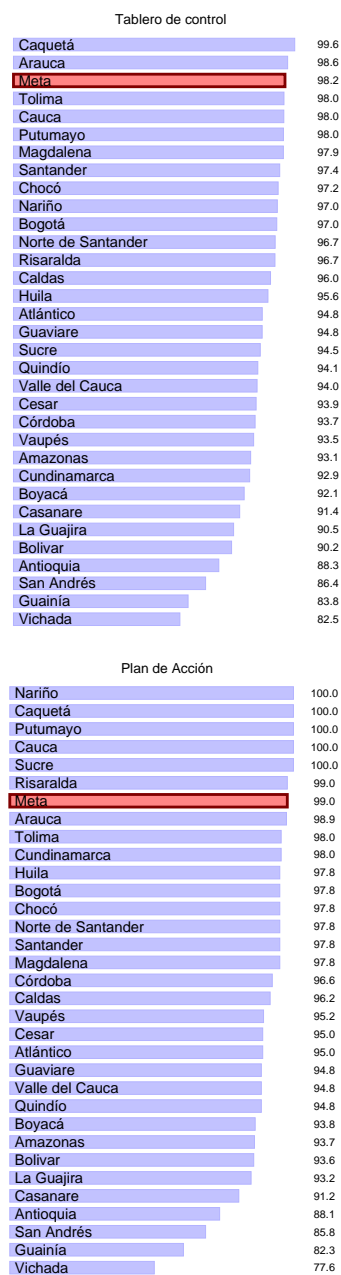 Tablero de control
Caquetá 99.6
Arauca 98.6
Meta 98.2
Tolima 98.0
Cauca 98.0
Putumayo 98.0
Magdalena 97.9
Santander 97.4
Chocó 97.2
Nariño 97.0
Bogotá 97.0
Norte de Santander 96.7
Risaralda 96.7
Caldas 96.0
Huila 95.6
Atlántico 94.8
Guaviare 94.8
Sucre 94.5
Quindío 94.1
Valle del Cauca 94.0
Cesar 93.9
Córdoba 93.7
Vaupés 93.5
Amazonas 93.1
Cundinamarca 92.9
Boyacá 92.1
Casanare 91.4
La Guajira 90.5
Bolivar 90.2
Antioquia 88.3
San Andrés 86.4
Guainía 83.8
Vichada 82.5
Plan de Acción
Nariño 100.0
Caquetá 100.0
Putumayo 100.0
Cauca 100.0
Sucre 100.0
Risaralda 99.0
Meta 99.0
Arauca 98.9
Tolima 98.0
Cundinamarca 98.0
Huila 97.8
Bogotá 97.8
Chocó 97.8
Norte de Santander 97.8
Santander 97.8
Magdalena 97.8
Córdoba 96.6
Caldas 96.2
Vaupés 95.2
Cesar 95.0
Atlántico 95.0
Guaviare 94.8
Valle del Cauca 94.8
Quindío 94.8
Boyacá 93.8
Amazonas 93.7
Bolivar 93.6
La Guajira 93.2
Casanare 91.2
Antioquia 88.1
San Andrés 85.8
Guainía 82.3
Vichada 77.6